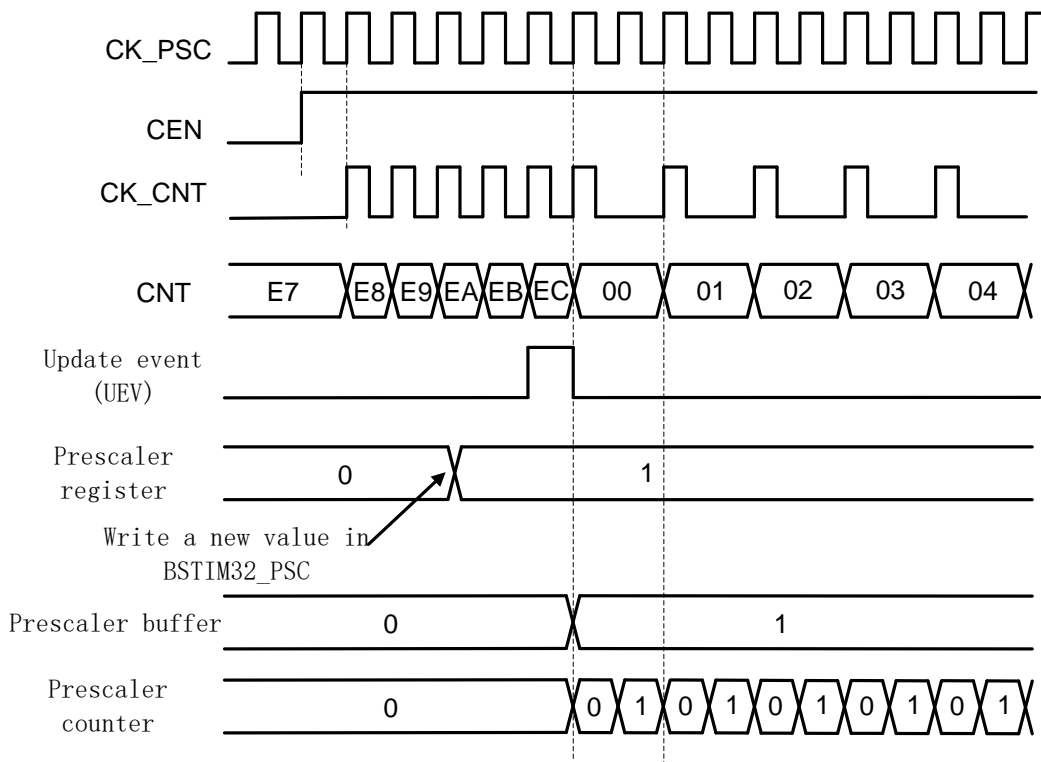 CK_PSC
CEN
CK_CNT
CNT
E7 E8 E9 EA EB EC 00 01 02 03 04
Update event
(UEV)
Prescaler
register
0 1
Write a new value in
BSTIM32_PSC
Prescaler buffer
0 1
Prescaler
counter
0 0 1 0 1 0 1 0 1 0 1